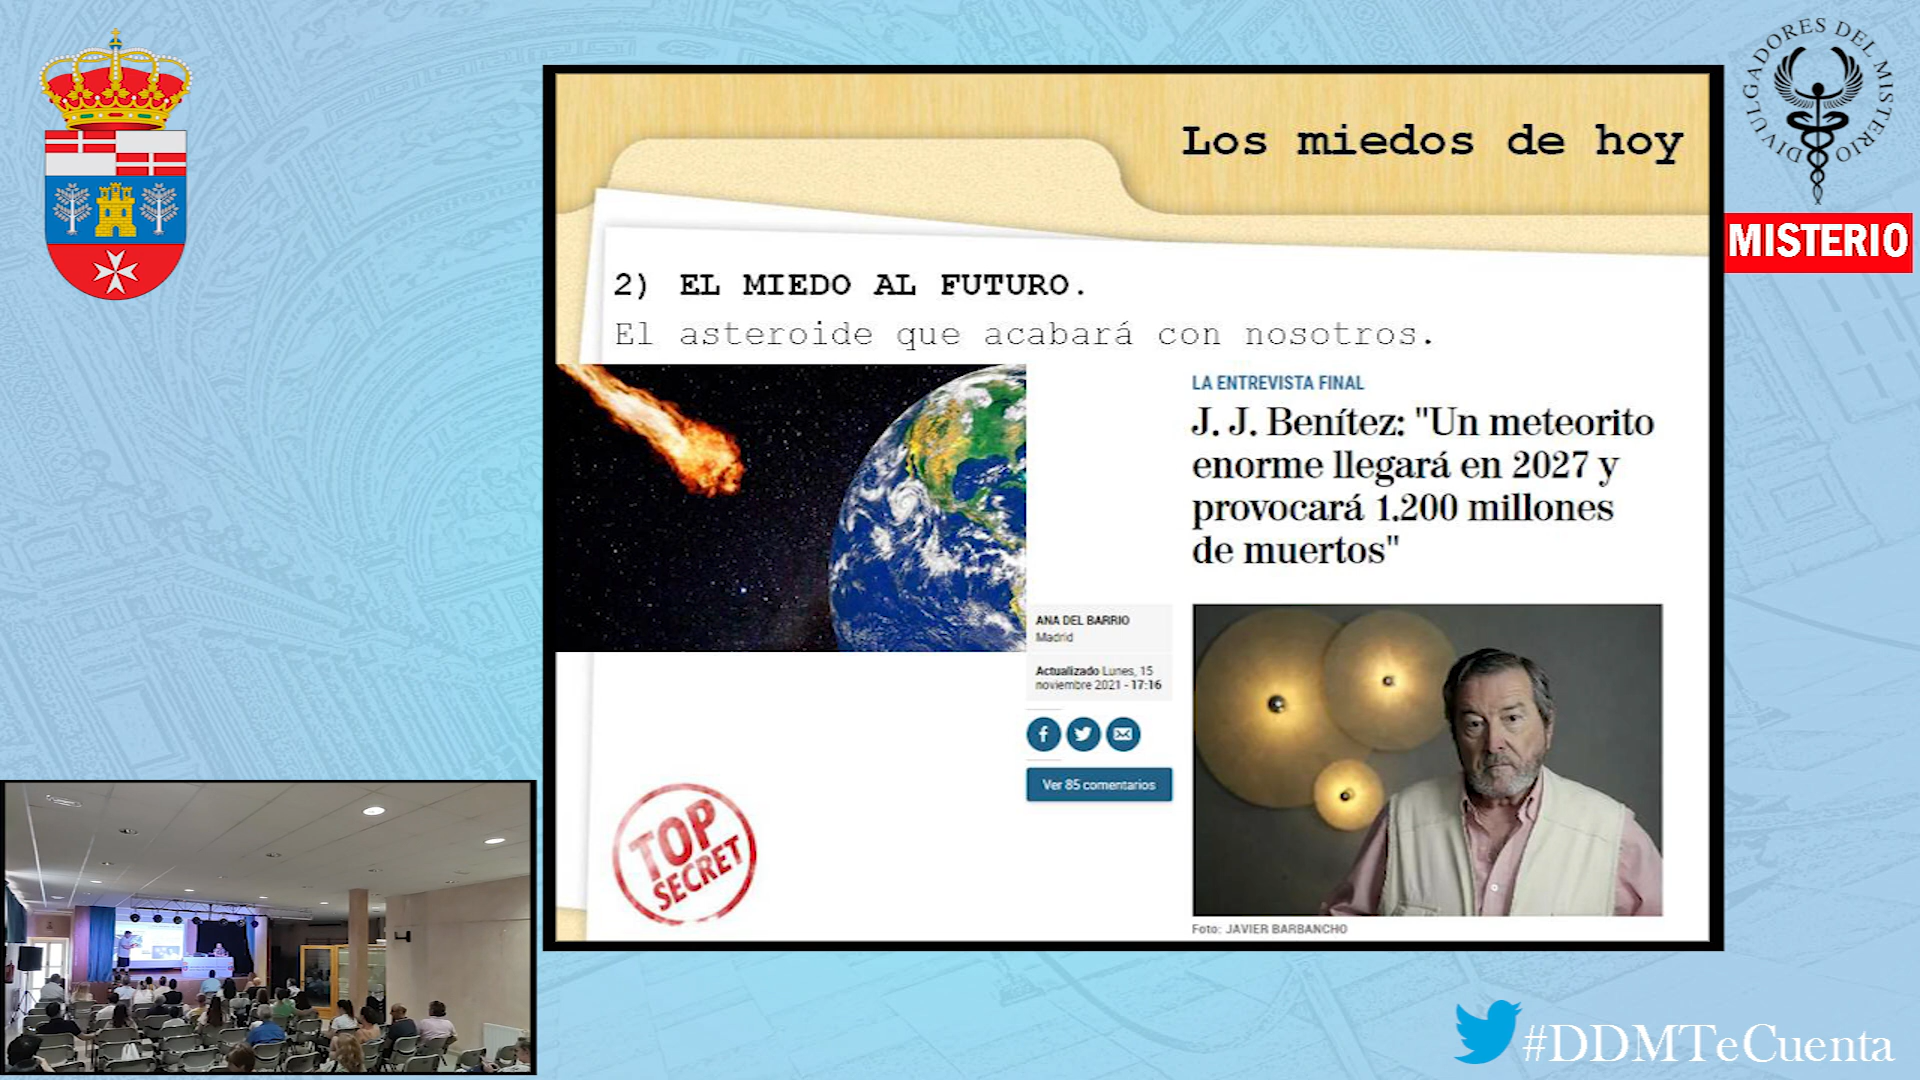 Los miedos de hoy
DIVULGADORES DEL MISTERIO
MISTERIO
2) EL MIEDO AL FUTURO.
El asteroide que acabará con nosotros.
LA ENTREVISTA FINAL
J. J. Benítez: "Un meteorito
enorme llegará en 2027 y
provocará 1.200 millones
de muertos"
ANA DEL BARRIO
Madrid
Actualizado Lunes, 15
noviembre 2021 - 17:16
Ver 85 comentarios
TOP
SECRET
Foto: JAVIER BARBANCHO
#DDMTeCuenta